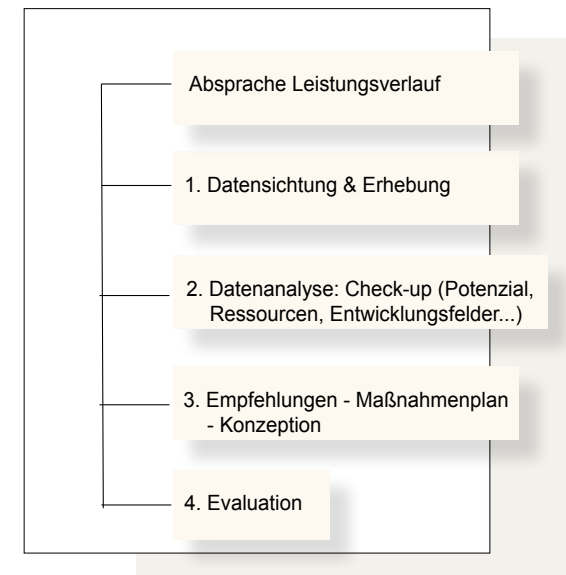 Absprache Leistungsverlauf
1. Datensichtung & Erhebung
2. Datenanalyse: Check-up (Potenzial,
Ressourcen, Entwicklungsfelder...)
3. Empfehlungen - Maßnahmenplan
- Konzeption
4. Evaluation